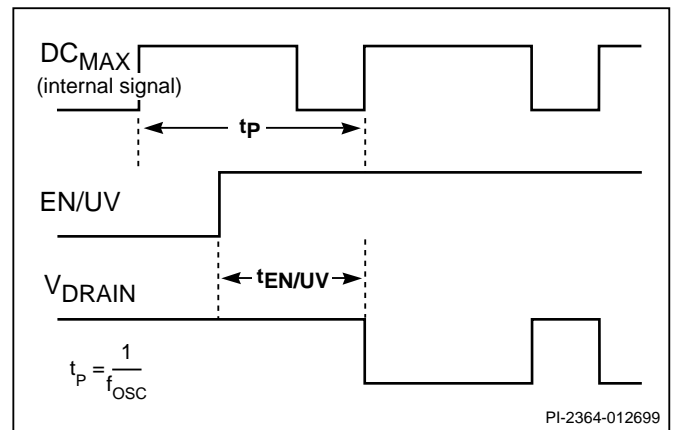 DCMAX
(internal signal)
tP
EN/UV
tEN/UV
VDRAIN
tP = 1/fOSC
PI-2364-012699